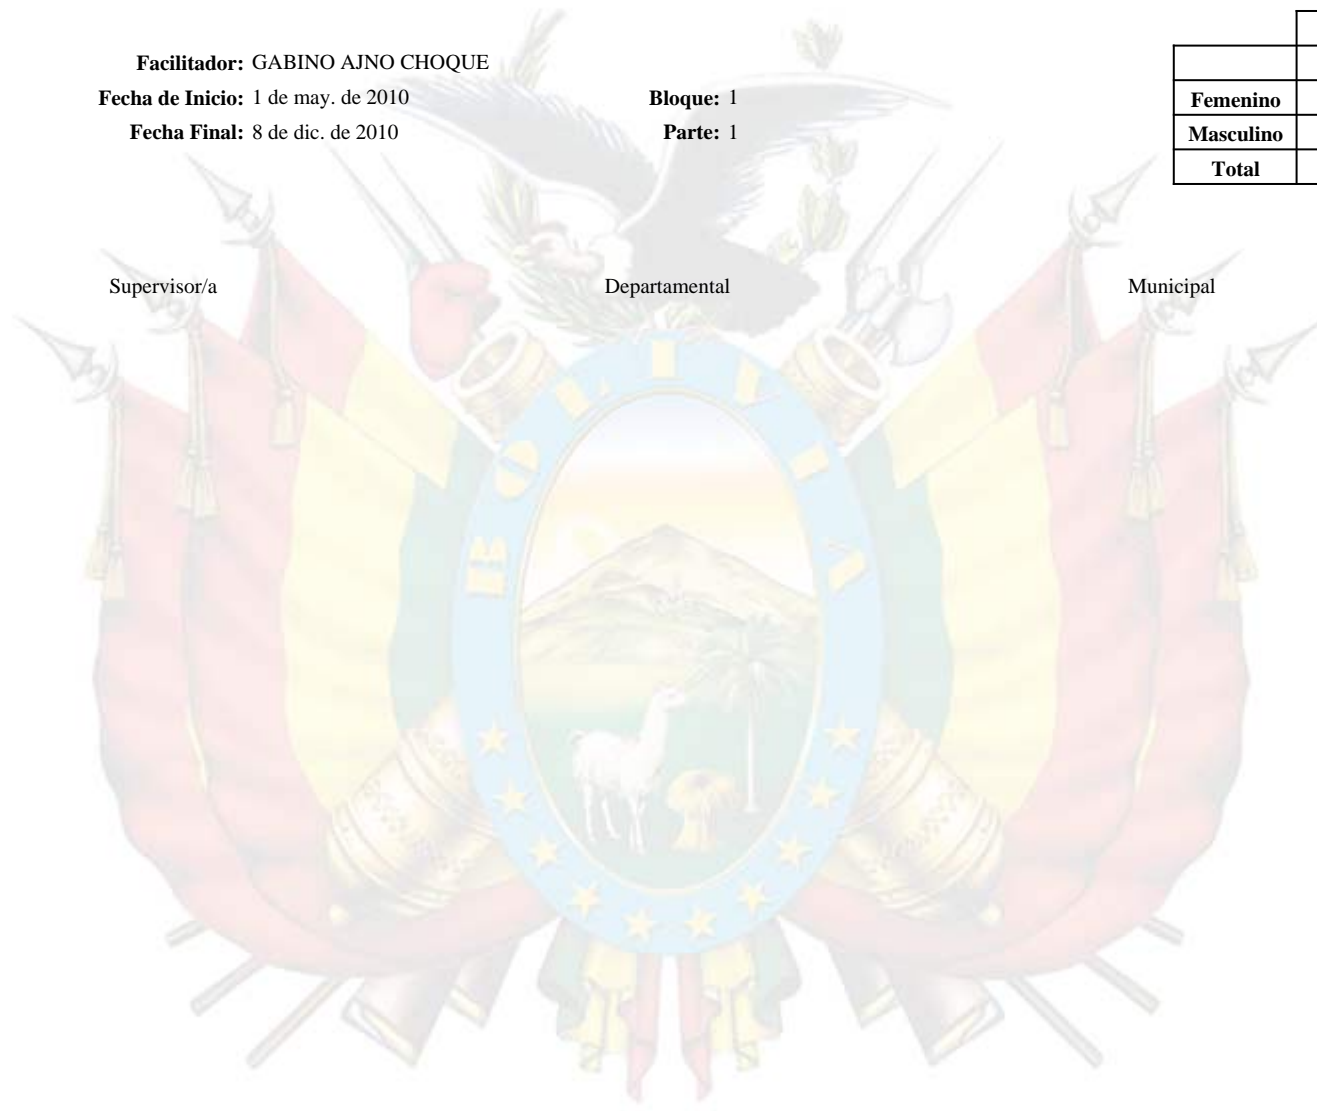 Facilitador: GABINO AJNO CHOQUE
Fecha de Inicio: 1 de may. de 2010 Bloque: 1
Femenino
Fecha Final: 8 de dic. de 2010 Parte: 1
Masculino
Total
Supervisor/a Departamental Municipal
BOLIVIA